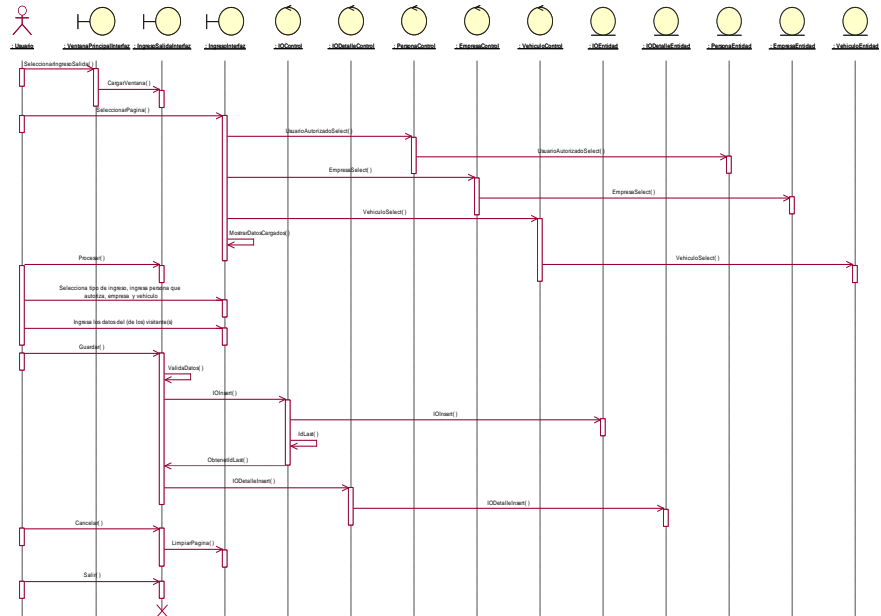 : Usuario
: VentanaPrincipalInterfaz
: IngresoSalidaInterfaz
: IngresoInterfaz
: IOControl
: IODetalleControl
: PersonaControl
: EmpresaControl
: VehiculoControl
: IOEntidad
: IODetalleEntidad
: PersonaEntidad
: EmpresaEntidad
: VehiculoEntidad
SeleccionarIngresoSalida( )
CargarVentana( )
SeleccionarPagina( )
UsuarioAutorizadoSelect( )
UsuarioAutorizadoSelect( )
EmpresaSelect( )
EmpresaSelect( )
VehiculoSelect( )
MostrarDatosCargados( )
Procesar( )
VehiculoSelect( )
Selecciona tipo de ingreso, ingresa persona que
autoriza, empresa y vehículo
Ingresa los datos del (de los) visitante(s)
Guardar( )
ValidaDatos( )
IOInsert( )
IOInsert( )
IdLast( )
ObtenerIdLast( )
IODetalleInsert( )
IODetalleInsert( )
Cancelar( )
LimpiarPagina( )
Salir( )